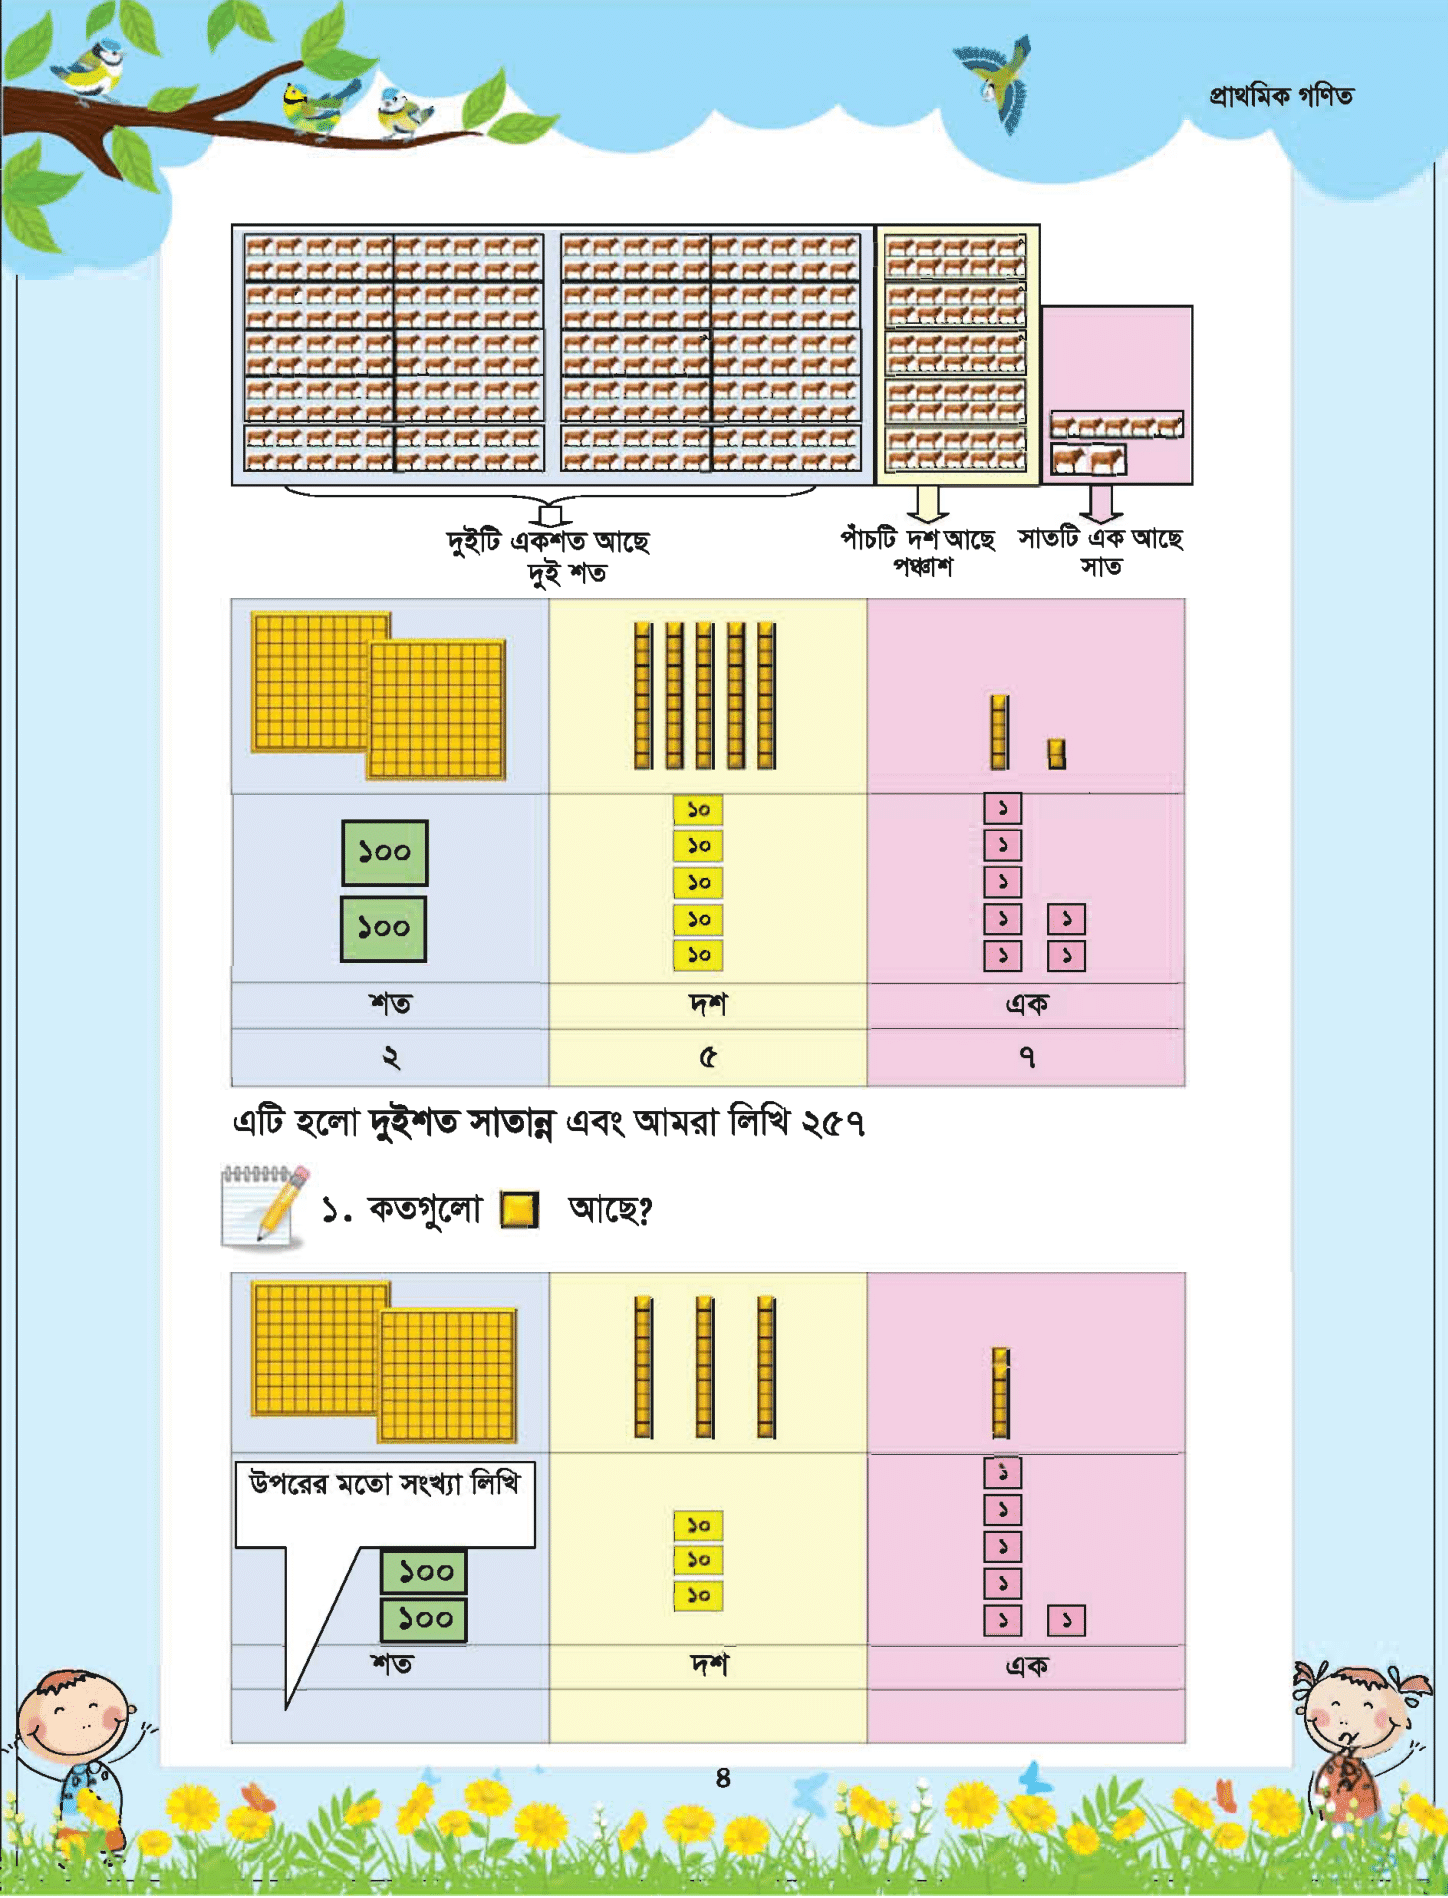 প্রাথমিক গণিত
দুইটি একশত আছে
দুই শত
পাঁচটি দশ আছে
পঞ্চাশ
সাতটি এক আছে
সাত
১০০
১০০
১০
১০
১০
১০
১০
১
১
১
১ ১
১ ১
শত দশ এক
২ ৫ ৭
এটি হলো দুইশত সাতান্ন এবং আমরা লিখি ২৫৭
১. কতগুলো আছে?
উপরের মতো সংখ্যা লিখি
১০০
১০০
১০
১০
১০
১
১
১
১
১ ১
শত দশ এক
৪